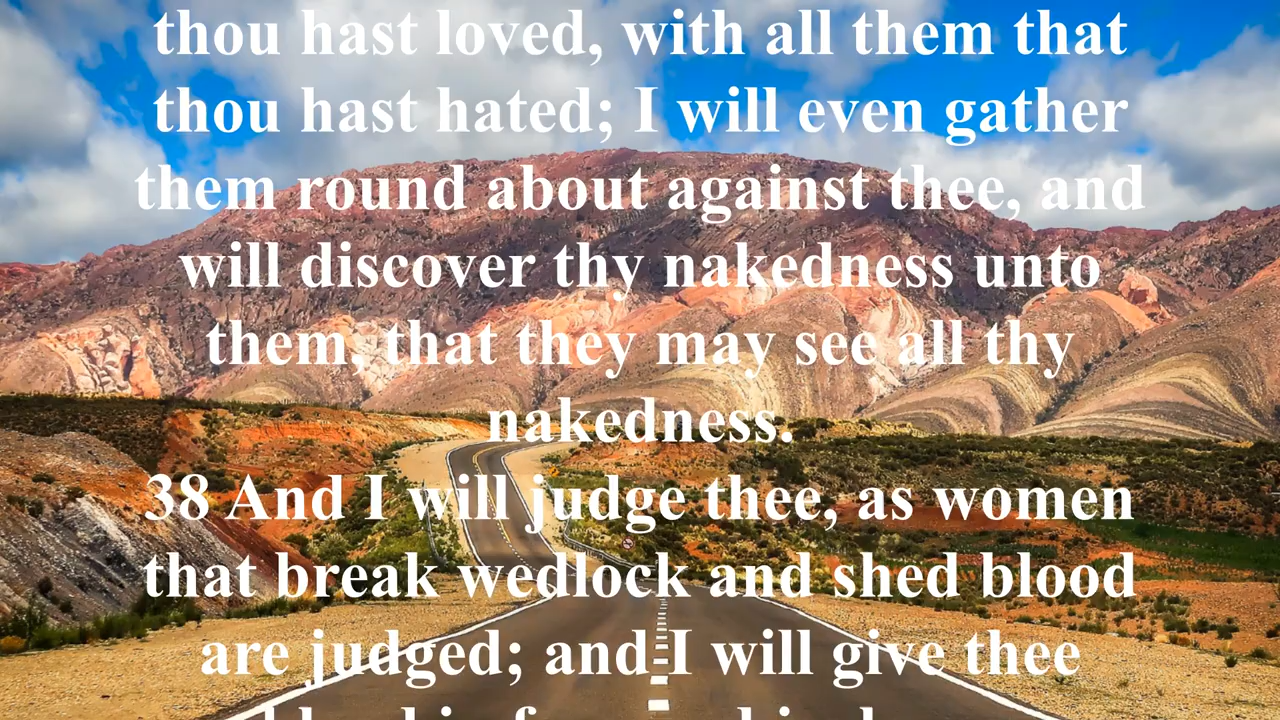 thou hast loved, with all them that
thou hast hated; I will even gather
them round about against thee, and
will discover thy nakedness unto
them, that they may see all thy
nakedness.
38 And I will judge thee, as women
that break wedlock and shed blood
are judged; and I will give thee